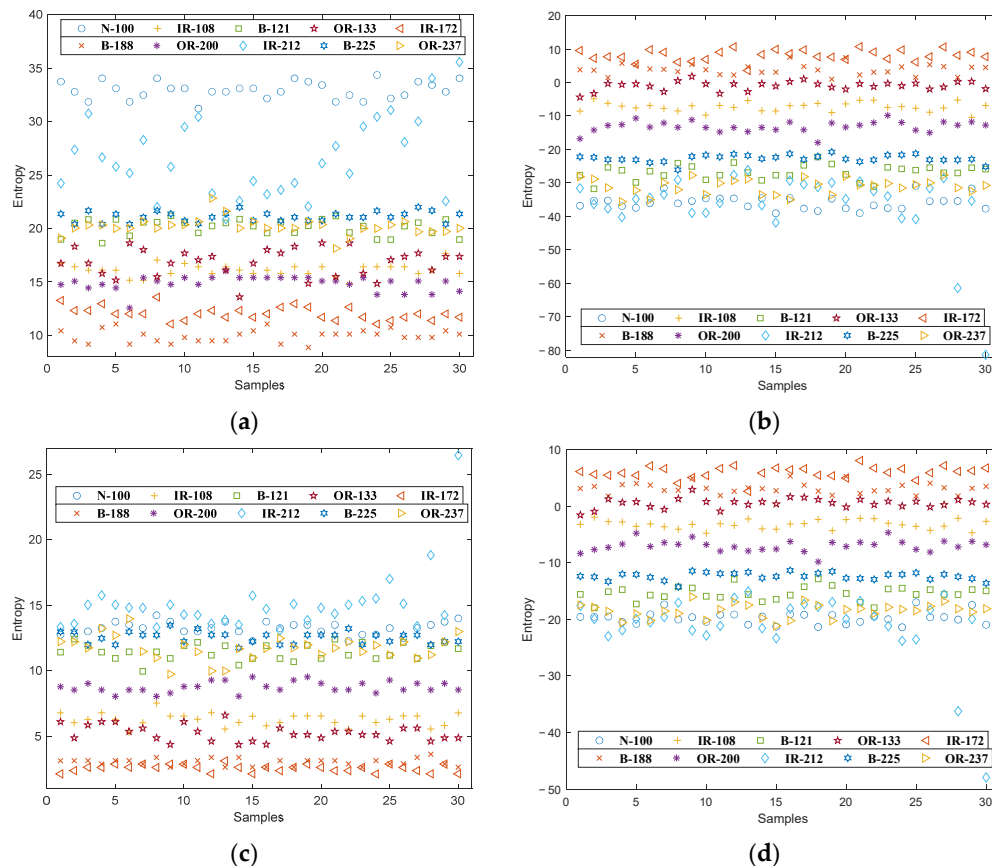 40
35
30
25
20
15
10
Entropy
N-100 IR-108 B-121 OR-133 IR-172
B-188 OR-200 IR-212 B-225 OR-237
0 5 10 15 20 25 30
Samples
(a)
20
10
0
-10
-20
-30
-40
-50
-60
-70
-80
Entropy
N-100 IR-108 B-121 OR-133 IR-172
B-188 OR-200 IR-212 B-225 OR-237
0 5 10 15 20 25 30
Samples
(b)
25
20
15
10
5
Entropy
N-100 IR-108 B-121 OR-133 IR-172
B-188 OR-200 IR-212 B-225 OR-237
0 5 10 15 20 25 30
Samples
(c)
10
0
-10
-20
-30
-40
-50
Entropy
N-100 IR-108 B-121 OR-133 IR-172
B-188 OR-200 IR-212 B-225 OR-237
0 5 10 15 20 25 30
Samples
(d)